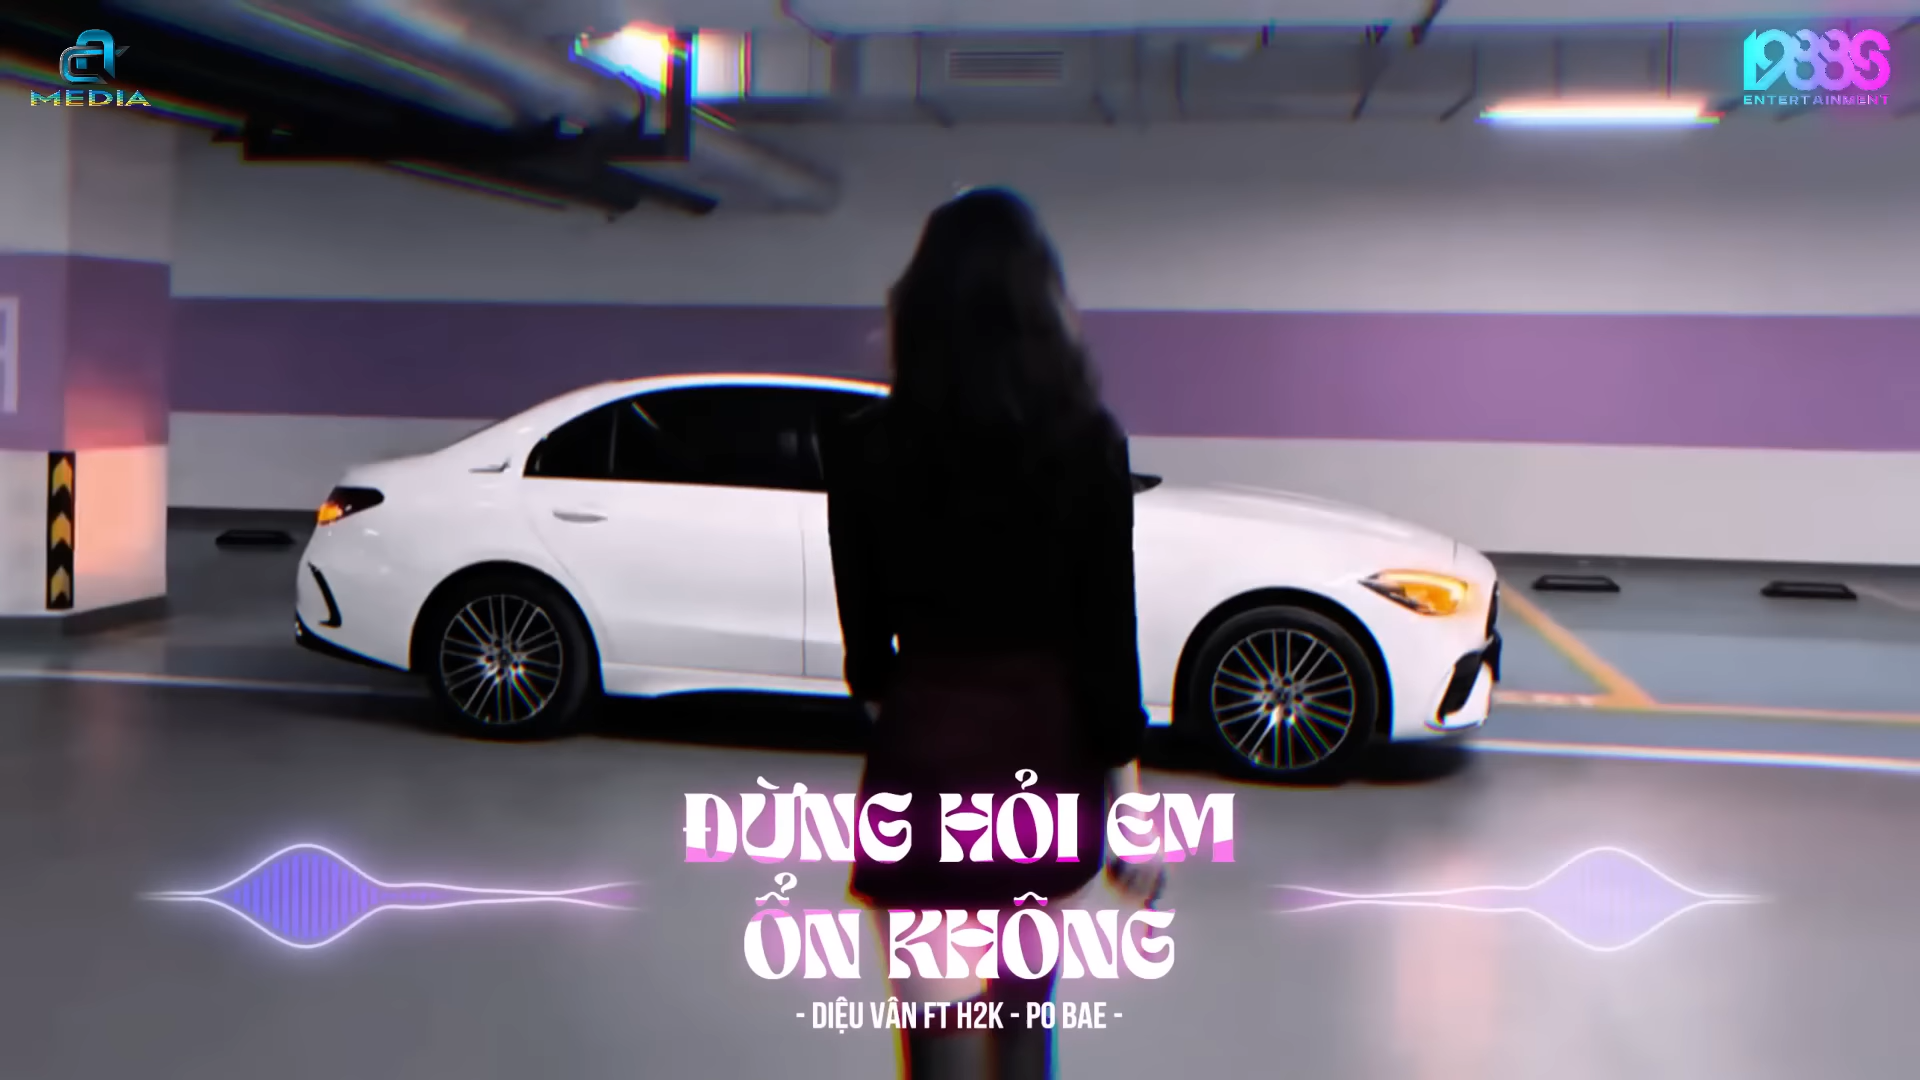 MEDIA
1988S
ENTERTAINMENT
ĐỪNG HỎI EM
ỔN KHÔNG
- DIỆU VÂN FT H2K - PO BAE -